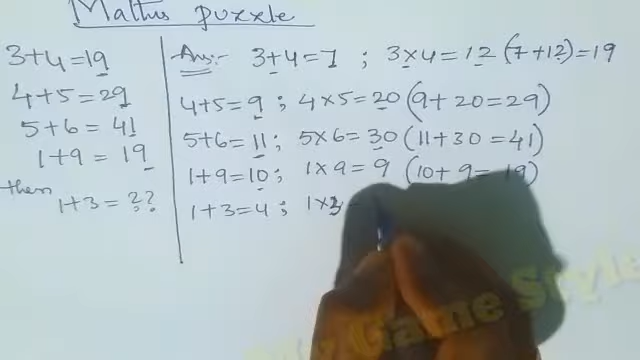 Maths puzzle
3+4=19
4+5=29
5+6=41
1+9=19
then
1+3=??
Ans:- 3+4=7 ; 3×4=12 (7+12)=19
4+5=9 ; 4×5=20 (9+20=29)
5+6=11 ; 5×6=30 (11+30=41)
1+9=10 ; 1×9=9 (10+9=19)
1+3=4 ; 1×3
Game Style